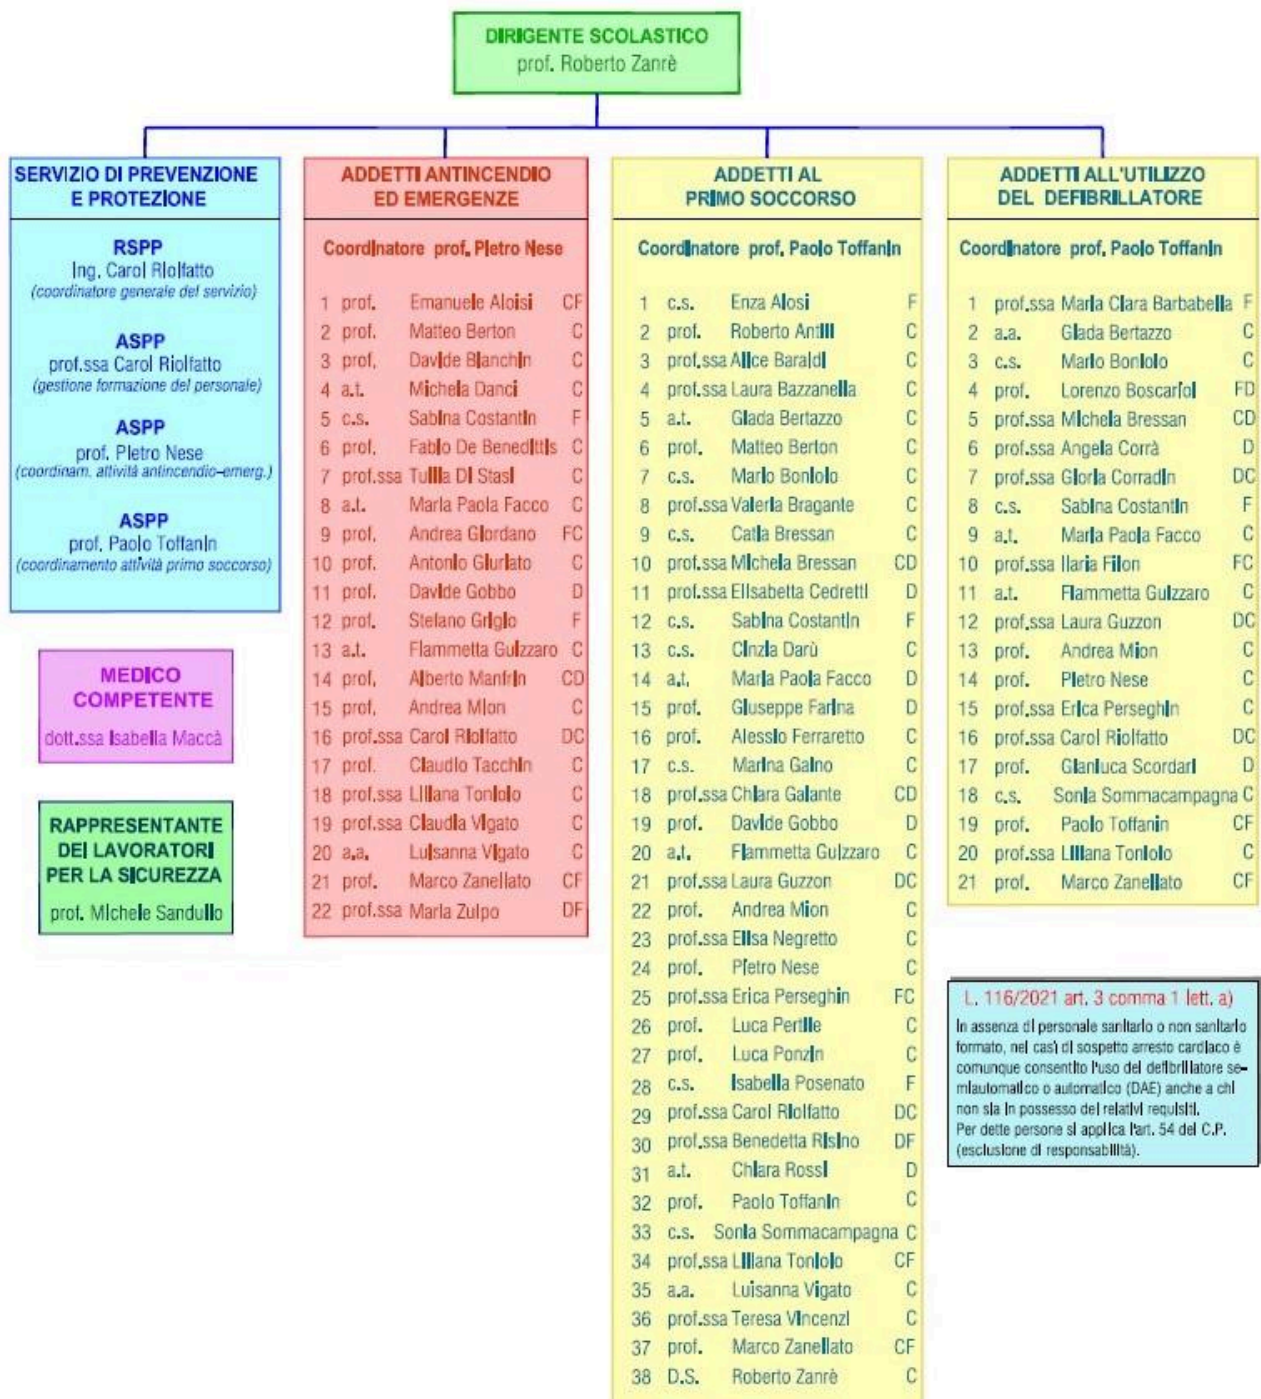 DIRIGENTE SCOLASTICO
prof. Roberto Zanrè
SERVIZIO DI PREVENZIONE
E PROTEZIONE
RSPP
Ing. Carol Riolfatto
(coordinatore generale del servizio)
ASPP
prof.ssa Carol Riolfatto
(gestione formazione del personale)
ASPP
prof. Pietro Nese
(coordinam. attività antincendio-emerg.)
ASPP
prof. Paolo Toffanin
(coordinamento attività primo soccorso)
MEDICO
COMPETENTE
dott.ssa Isabella Maccà
RAPPRESENTANTE
DEI LAVORATORI
PER LA SICUREZZA
prof. Michele Sandullo
ADDETTI ANTINCENDIO
ED EMERGENZE
Coordinatore prof. Pietro Nese
1 prof. Emanuele Aloisi CF
2 prof. Matteo Berton C
3 prof. Davide Bianchin C
4 a.t. Michela Danci C
5 c.s. Sabina Costantin F
6 prof. Fabio De Benedittis C
7 prof.ssa Tullia Di Stasi C
8 a.t. Maria Paola Facco C
9 prof. Andrea Giordano FC
10 prof. Antonio Giuriato C
11 prof. Davide Gobbo D
12 prof. Stefano Grigio F
13 a.t. Fiammetta Guizzaro C
14 prof. Alberto Manfrin CD
15 prof. Andrea Mion C
16 prof.ssa Carol Riolfatto DC
17 prof. Claudio Tacchin C
18 prof.ssa Liliana Toniolo C
19 prof.ssa Claudia Vigato C
20 a.a. Luisanna Vigato C
21 prof. Marco Zanellato CF
22 prof.ssa Maria Zulpo DF
ADDETTI AL
PRIMO SOCCORSO
Coordinatore prof. Paolo Toffanin
1 c.s. Enza Alosi F
2 prof. Roberto Antilli C
3 prof.ssa Alice Baraldi C
4 prof.ssa Laura Bazzanella C
5 a.t. Giada Bertazzo C
6 prof. Matteo Berton C
7 c.s. Mario Boniolo C
8 prof.ssa Valeria Bragante C
9 c.s. Catia Bressan C
10 prof.ssa Michela Bressan CD
11 prof.ssa Elisabetta Cedretti D
12 c.s. Sabina Costantin F
13 c.s. Cinzia Darù C
14 a.t. Maria Paola Facco D
15 prof. Giuseppe Farina D
16 prof. Alessio Ferraretto C
17 c.s. Marina Gaino C
18 prof.ssa Chiara Galante CD
19 prof. Davide Gobbo D
20 a.t. Fiammetta Guizzaro C
21 prof.ssa Laura Guzzon DC
22 prof. Andrea Mion C
23 prof.ssa Elisa Negretto C
24 prof. Pietro Nese C
25 prof.ssa Erica Perseghin FC
26 prof. Luca Pertile C
27 prof. Luca Ponzin C
28 c.s. Isabella Posenato F
29 prof.ssa Carol Riolfatto DC
30 prof.ssa Benedetta Risino DF
31 a.t. Chiara Rossi D
32 prof. Paolo Toffanin C
33 c.s. Sonia Sommacampagna C
34 prof.ssa Liliana Toniolo CF
35 a.a. Luisanna Vigato C
36 prof.ssa Teresa Vincenzi C
37 prof. Marco Zanellato CF
38 D.S. Roberto Zanrè C
ADDETTI ALL'UTILIZZO
DEL DEFIBRILLATORE
Coordinatore prof. Paolo Toffanin
1 prof.ssa Maria Clara Barbabella F
2 a.a. Giada Bertazzo C
3 c.s. Mario Boniolo C
4 prof. Lorenzo Boscariol FD
5 prof.ssa Michela Bressan CD
6 prof.ssa Angela Corrà D
7 prof.ssa Gloria Corradin DC
8 c.s. Sabina Costantin F
9 a.t. Maria Paola Facco C
10 prof.ssa Ilaria Filon FC
11 a.t. Fiammetta Guizzaro C
12 prof.ssa Laura Guzzon DC
13 prof. Andrea Mion C
14 prof. Pietro Nese C
15 prof.ssa Erica Perseghin C
16 prof.ssa Carol Riolfatto DC
17 prof. Gianluca Scordari D
18 c.s. Sonia Sommacampagna C
19 prof. Paolo Toffanin CF
20 prof.ssa Liliana Toniolo C
21 prof. Marco Zanellato CF
L. 116/2021 art. 3 comma 1 lett. a)
In assenza di personale sanitario o non sanitario
formato, nei casi di sospetto arresto cardiaco è
comunque consentito l'uso del defibrillatore se-
miautomatico o automatico (DAE) anche a chi
non sia in possesso dei relativi requisiti.
Per dette persone si applica l'art. 54 del C.P.
(esclusione di responsabilità).